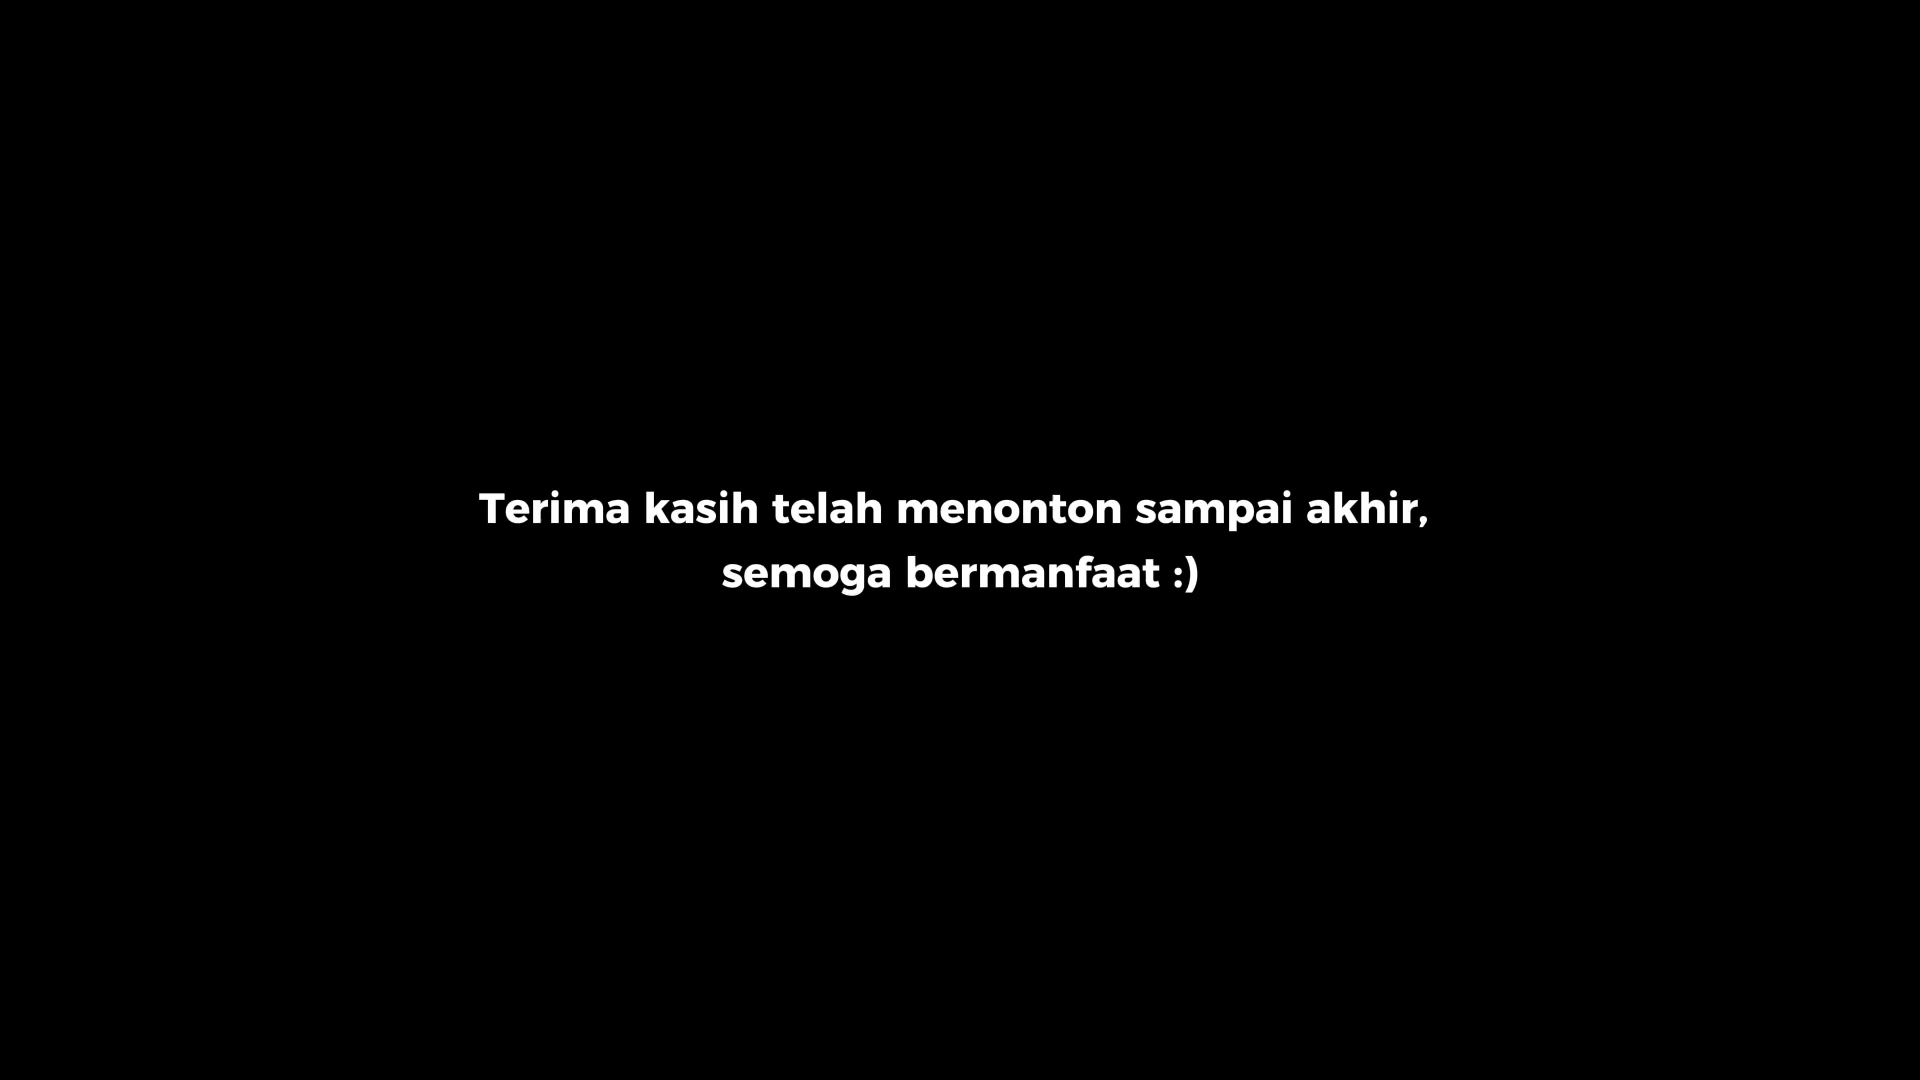 Terima kasih telah menonton sampai akhir,
semoga bermanfaat :)